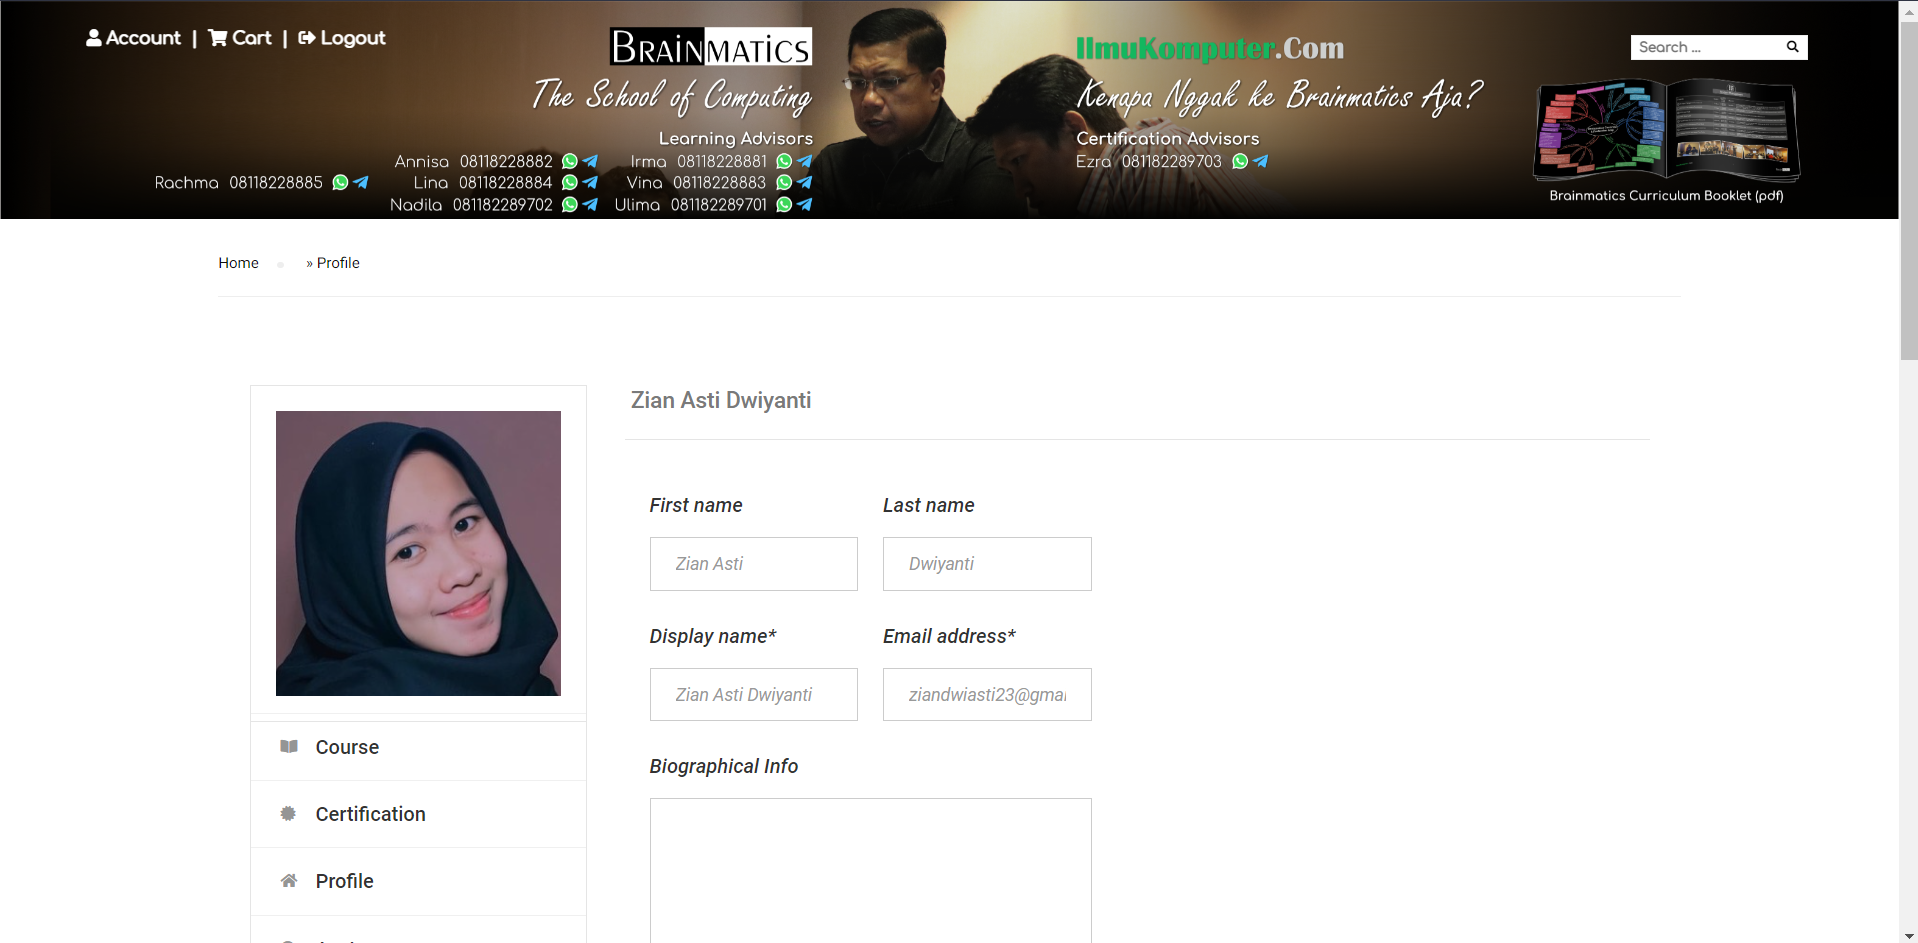 Account | Cart | Logout
BRAINMATICS
The School of Computing
Learning Advisors
Annisa 08118228882 Irma 08118228881
Rachma 08118228885 Lina 08118228884 Vina 08118228883
Nadila 081182289702 Ulima 081182289701
IlmuKomputer.Com
Kenapa Nggak ke Brainmatics Aja?
Certification Advisors
Ezra 081182289703
Search ...
Brainmatics Curriculum Booklet (pdf)
Home » Profile
Zian Asti Dwiyanti
First name Last name
Zian Asti Dwiyanti
Display name* Email address*
Zian Asti Dwiyanti ziandwiasti23@gmai
Biographical Info
Course
Certification
Profile